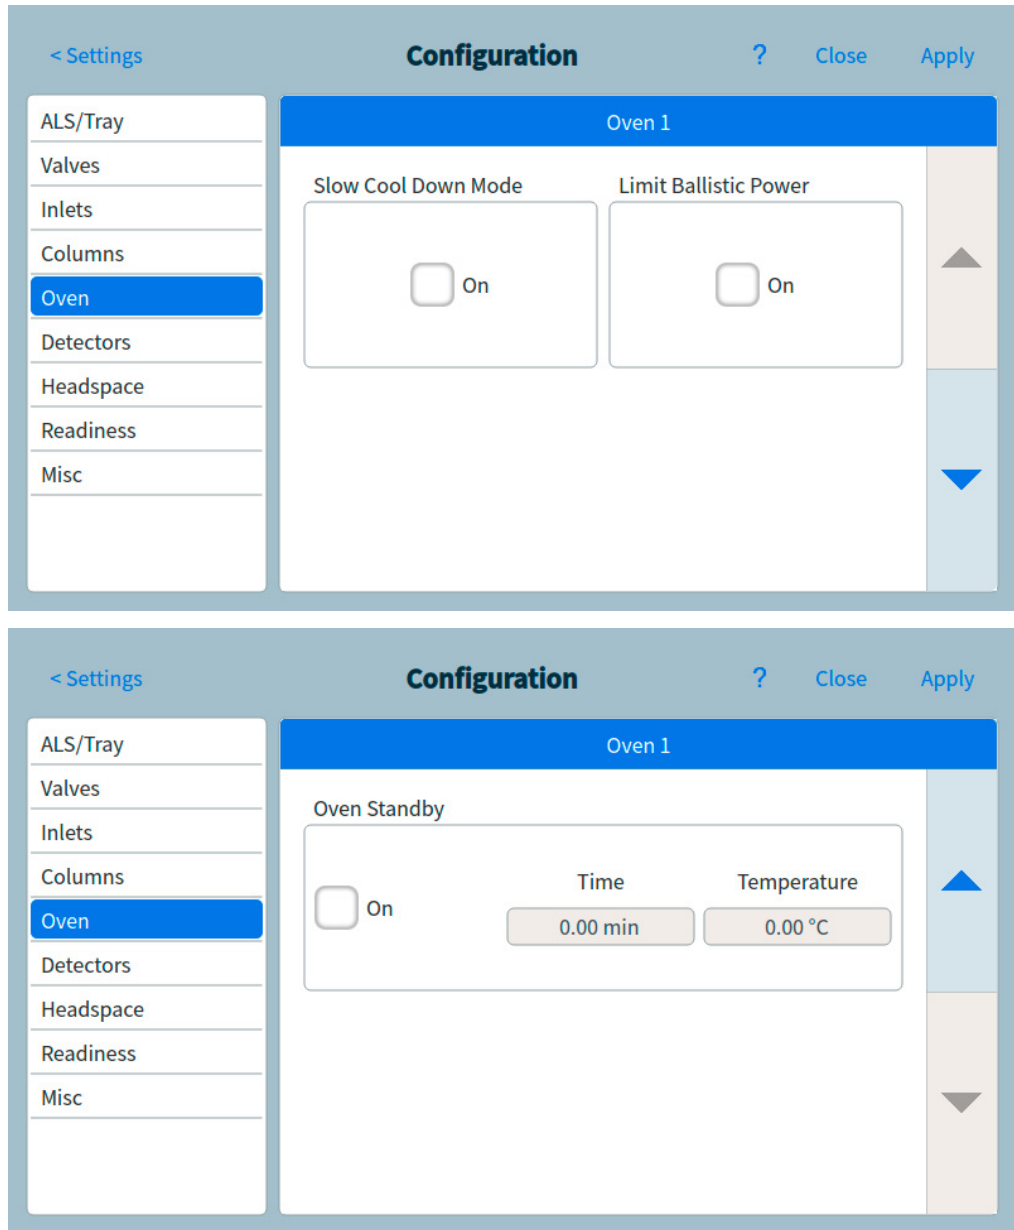 < Settings Configuration ? Close Apply
ALS/Tray
Valves
Inlets
Columns
Oven
Detectors
Headspace
Readiness
Misc
Oven 1
Slow Cool Down Mode Limit Ballistic Power
On On
< Settings Configuration ? Close Apply
ALS/Tray
Valves
Inlets
Columns
Oven
Detectors
Headspace
Readiness
Misc
Oven 1
Oven Standby
Time Temperature
On 0.00 min 0.00 °C